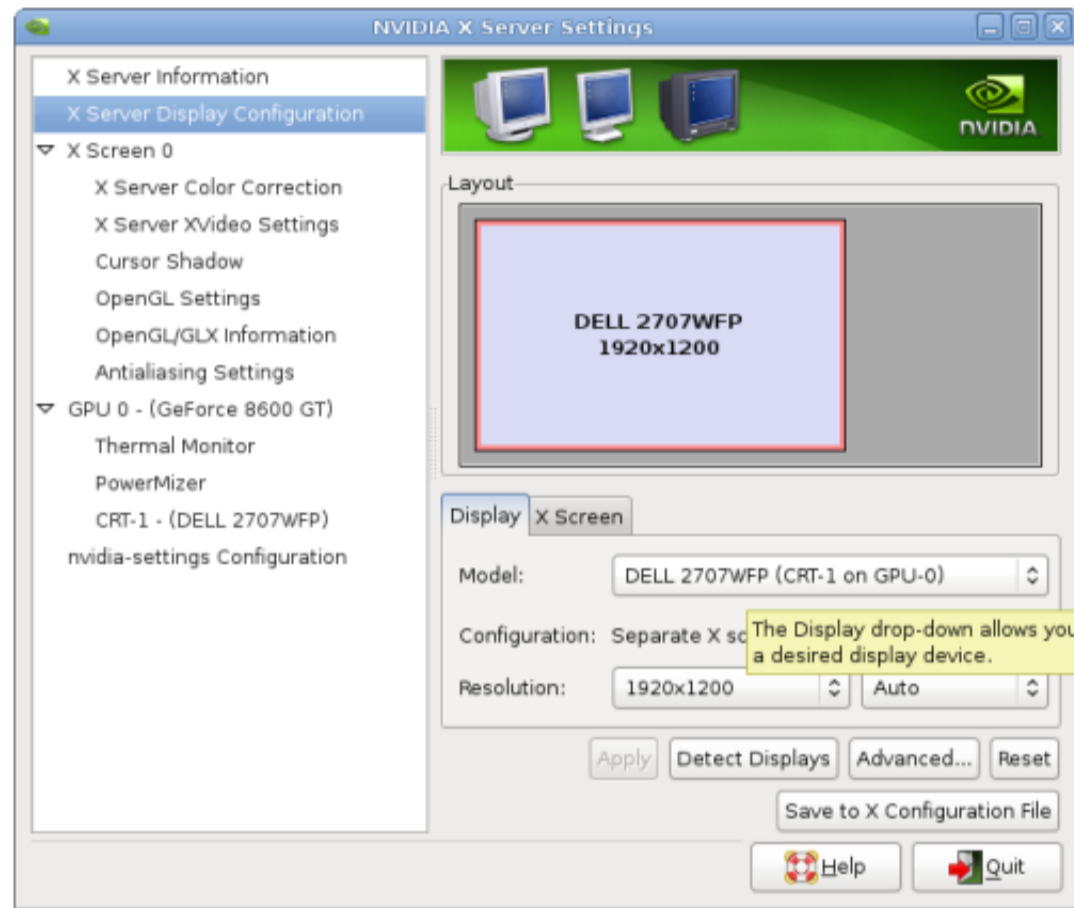 NVIDIA X Server Settings
X Server Information
X Server Display Configuration
X Screen 0
X Server Color Correction
X Server XVideo Settings
Cursor Shadow
OpenGL Settings
OpenGL/GLX Information
Antialiasing Settings
GPU 0 - (GeForce 8600 GT)
Thermal Monitor
PowerMizer
CRT-1 - (DELL 2707WFP)
nvidia-settings Configuration
NVIDIA
Layout
DELL 2707WFP
1920x1200
Display X Screen
Model: DELL 2707WFP (CRT-1 on GPU-0)
Configuration: Separate X sc
The Display drop-down allows you
a desired display device.
Resolution: 1920x1200 Auto
Apply Detect Displays Advanced... Reset
Save to X Configuration File
Help Quit